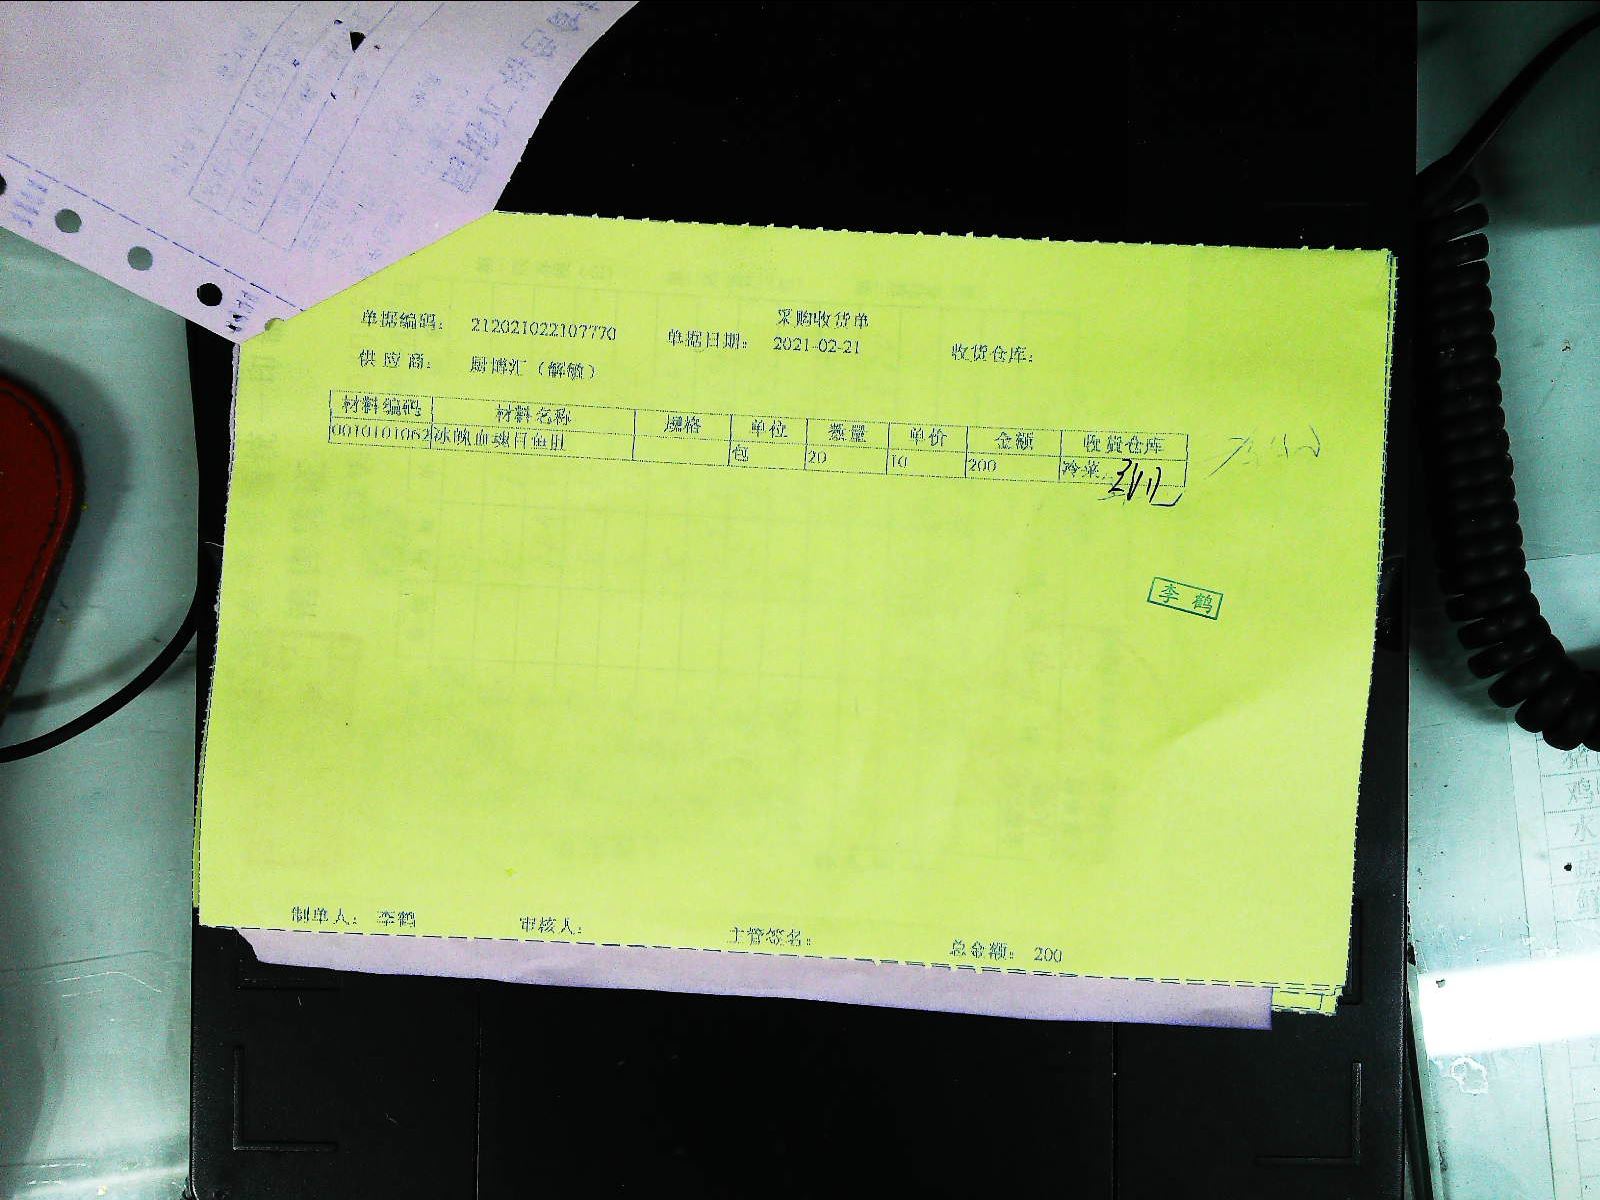 采购收货单
单据编码： 212021022107770 单据日期： 2021-02-21 收货仓库：
供应商： 厨博汇（解敏）
材料编码 材料名称 规格 单位 数量 单价 金额 收货仓库
0010101062 冰醉血魂目鱼肚 包 20 10 200 冷菜
李鹤
制单人： 李鹤 审核人： 主管签名： 总金额： 200